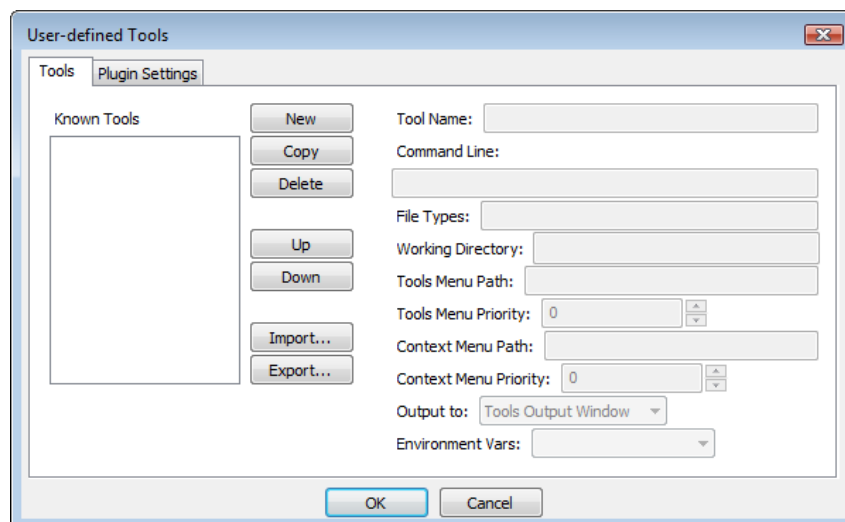 User-defined Tools
Tools
Plugin Settings
Known Tools
New
Copy
Delete
Up
Down
Import...
Export...
Tool Name:
Command Line:
File Types:
Working Directory:
Tools Menu Path:
Tools Menu Priority: 0
Context Menu Path:
Context Menu Priority: 0
Output to: Tools Output Window
Environment Vars:
OK
Cancel